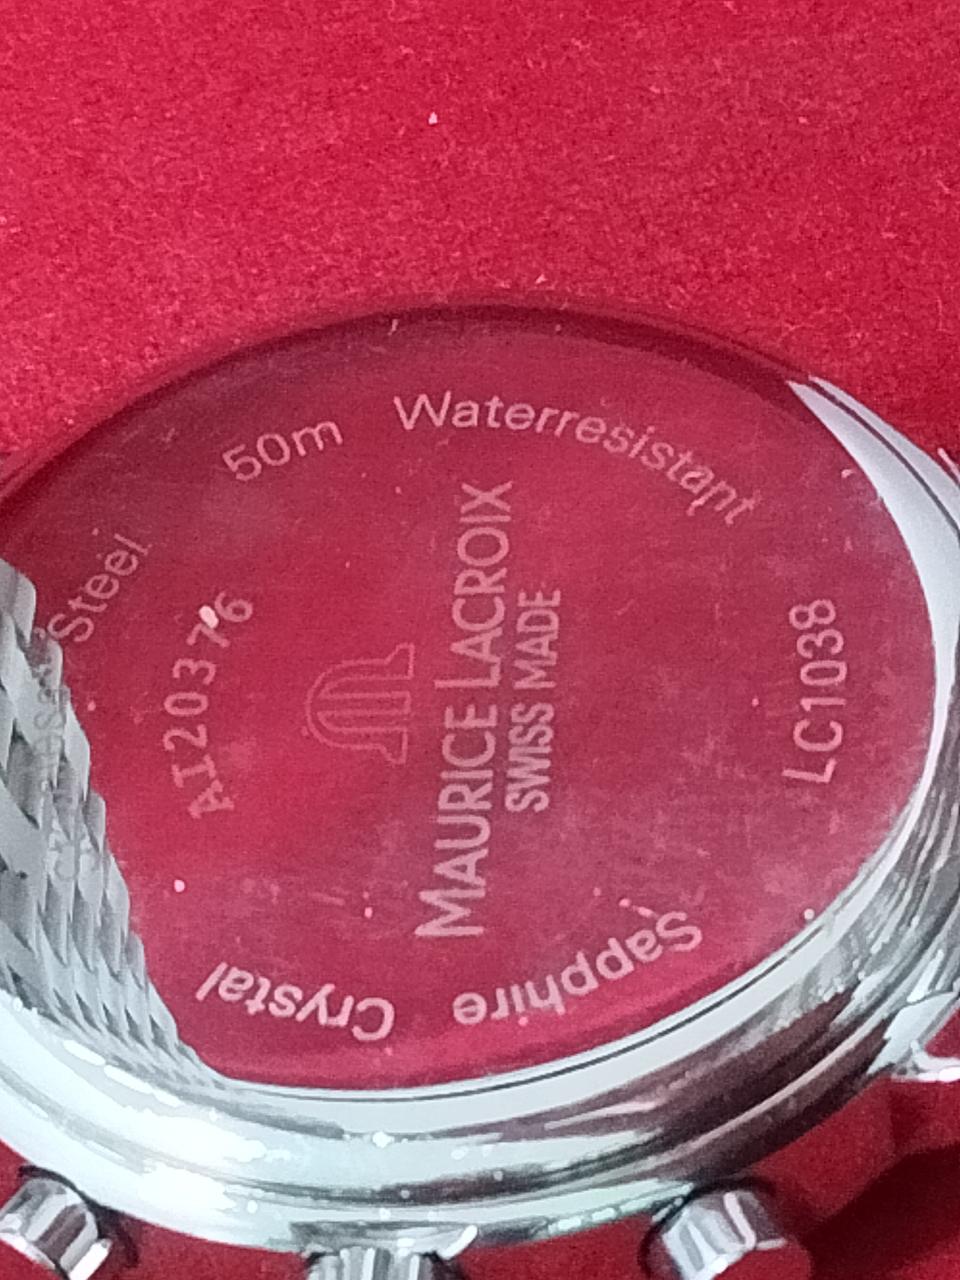 50m Waterresistant
Sapphire Crystal
Steel
AI20376
MAURICE LACROIX
SWISS MADE
LC1038